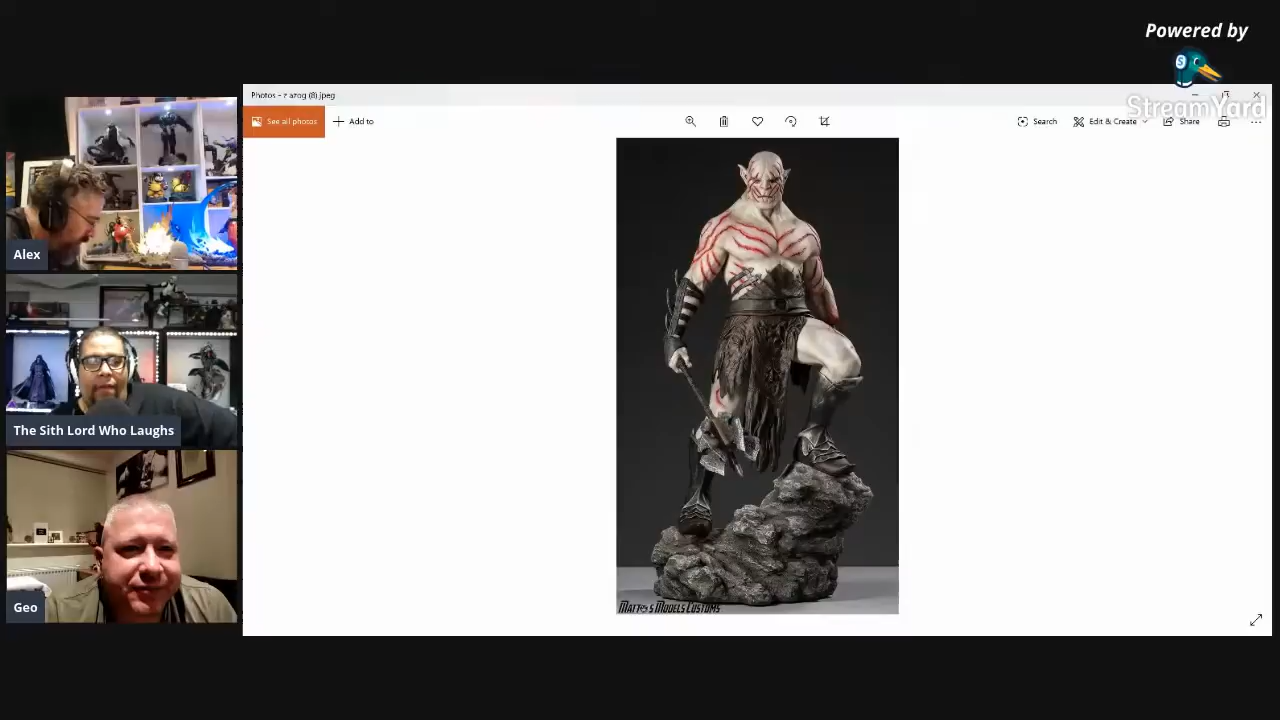 Powered by
StreamYard
Photos - z azog (8).jpeg
See all photos
Add to
Search
Edit & Create
Share
Alex
The Sith Lord Who Laughs
Geo
Matteo's Models Customs